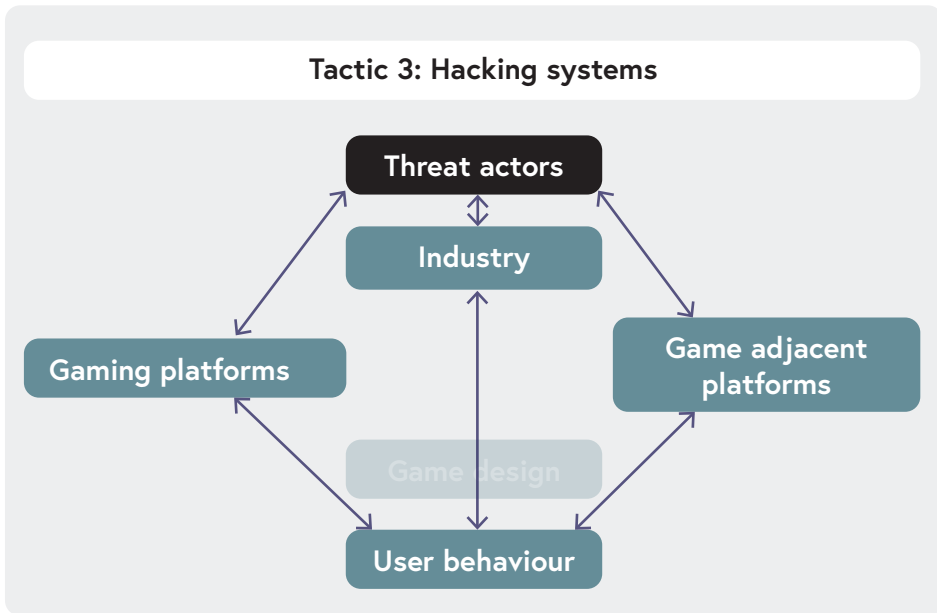 Tactic 3: Hacking systems
Threat actors
Industry
Gaming platforms
Game adjacent
platforms
Game design
User behaviour